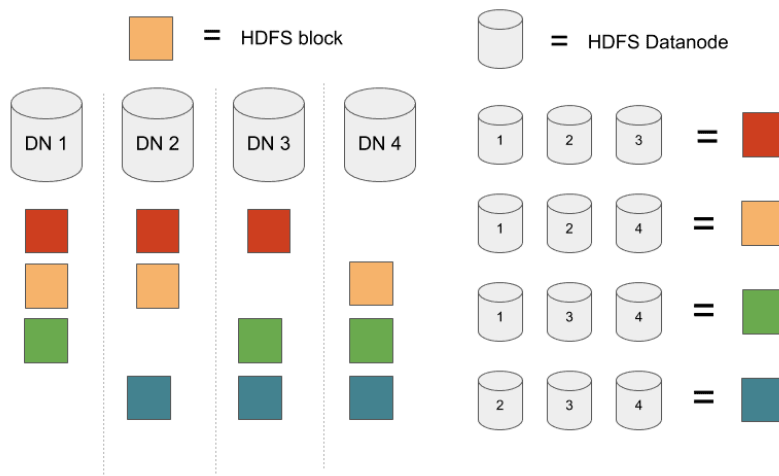 = HDFS block
= HDFS Datanode
DN 1 DN 2 DN 3 DN 4
1 2 3 =
1 2 4 =
1 3 4 =
2 3 4 =